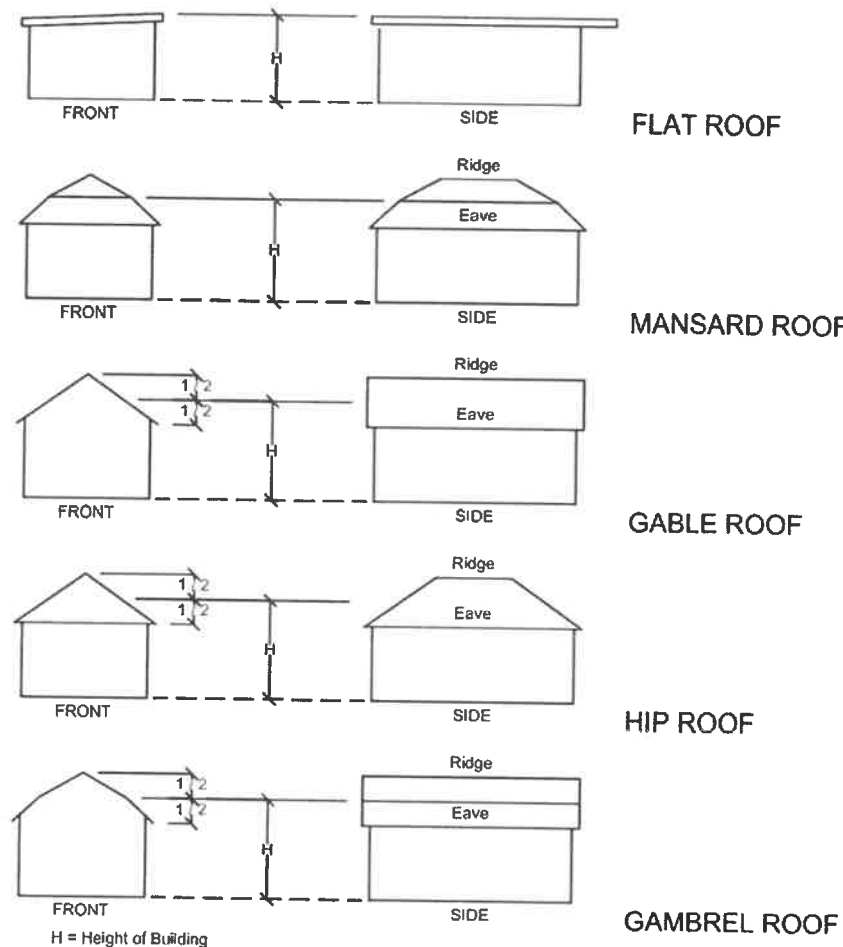 H
FRONT
SIDE
FLAT ROOF
Ridge
Eave
H
FRONT
SIDE
MANSARD ROOF
Ridge
1/2
1/2
Eave
H
FRONT
SIDE
GABLE ROOF
Ridge
1/2
1/2
Eave
H
FRONT
SIDE
HIP ROOF
Ridge
1/2
1/2
Eave
H
FRONT
SIDE
GAMBREL ROOF
H = Height of Building